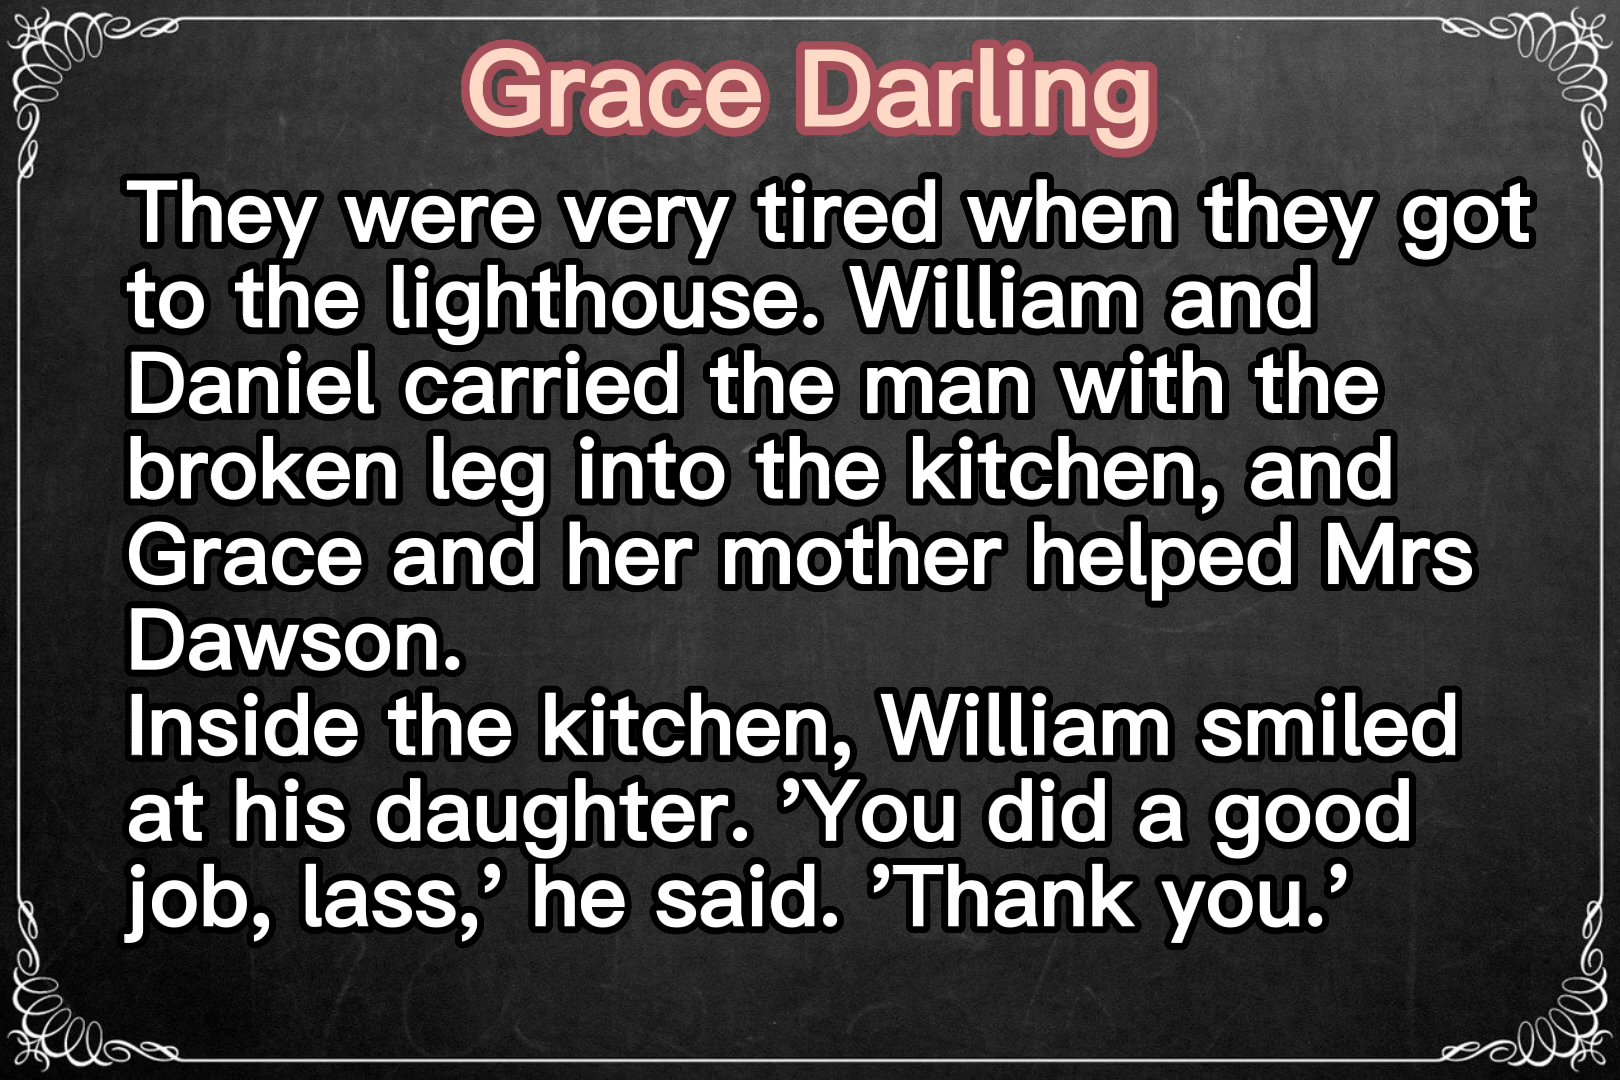 Grace Darling
They were very tired when they got
to the lighthouse. William and
Daniel carried the man with the
broken leg into the kitchen, and
Grace and her mother helped Mrs
Dawson.
Inside the kitchen, William smiled
at his daughter. ’You did a good
job, lass,’ he said. ’Thank you.’